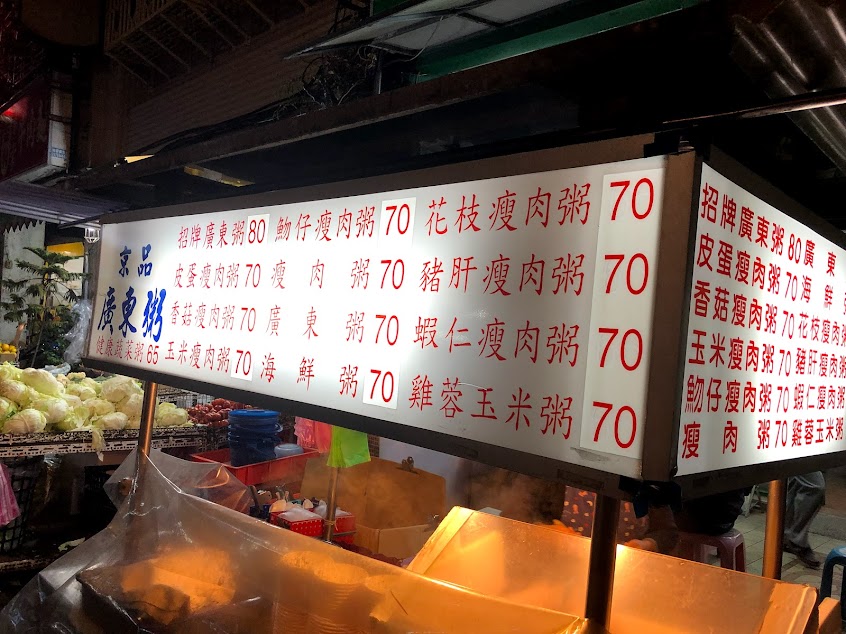 京品
廣東粥
招牌廣東粥 80
皮蛋瘦肉粥 70
香菇瘦肉粥 70
健康蔬菜粥 65
玉米瘦肉粥 70
魩仔瘦肉粥 70
瘦肉粥 70
廣東粥 70
海鮮粥 70
花枝瘦肉粥 70
豬肝瘦肉粥 70
蝦仁瘦肉粥 70
雞蓉玉米粥 70
招牌廣東粥 80 廣東
皮蛋瘦肉粥 70 海鮮
香菇瘦肉粥 70 花枝瘦肉
玉米瘦肉粥 70 豬肝瘦肉
魩仔瘦肉粥 70 蝦仁瘦肉
瘦肉粥 70 雞蓉玉米